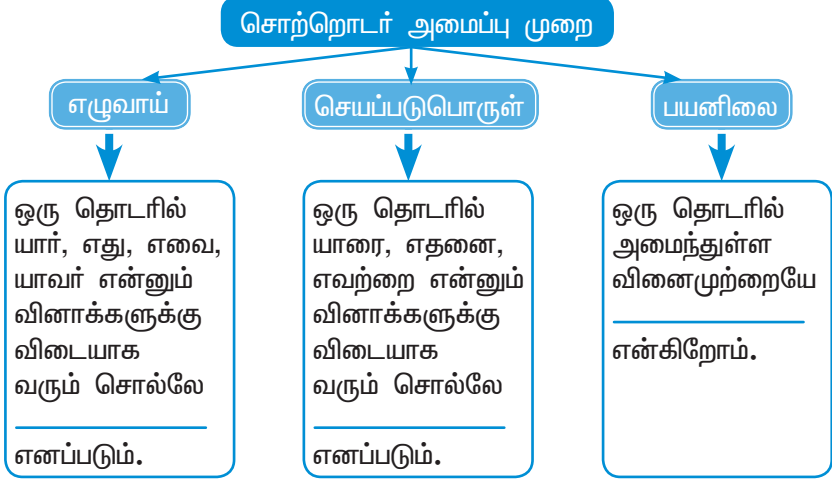 சொற்றொடர் அமைப்பு முறை
எழுவாய்
செயப்படுபொருள்
பயனிலை
ஒரு தொடரில்
யார், எது, எவை,
யாவர் என்னும்
வினாக்களுக்கு
விடையாக
வரும் சொல்லே
எனப்படும்.
ஒரு தொடரில்
யாரை, எதனை,
எவற்றை என்னும்
வினாக்களுக்கு
விடையாக
வரும் சொல்லே
எனப்படும்.
ஒரு தொடரில்
அமைந்துள்ள
வினைமுற்றையே
என்கிறோம்.